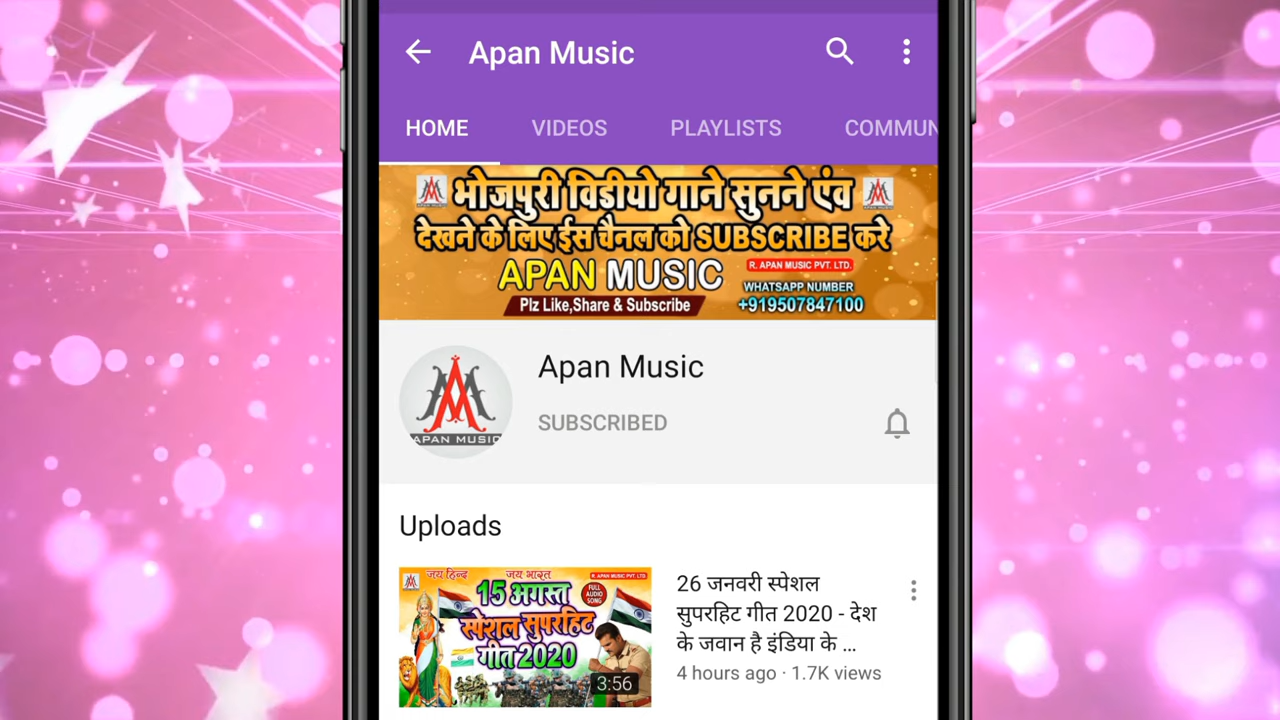 Apan Music
HOME VIDEOS PLAYLISTS COMMUN
भोजपुरी विडीयो गाने सुनने एंव
देखने के लिए ईस चैनल को SUBSCRIBE करे
APAN MUSIC
R. APAN MUSIC PVT. LTD.
WHATSAPP NUMBER
+919507847100
Plz Like,Share & Subscribe
Apan Music
SUBSCRIBED
APAN MUSIC
Uploads
जय हिन्द जय भारत
R. APAN MUSIC PVT. LTD
15 अगस्त
FULL AUDIO SONG
स्पेशल सुपरहिट
गीत 2020
3:56
26 जनवरी स्पेशल
सुपरहिट गीत 2020 - देश
के जवान है इंडिया के ...
4 hours ago · 1.7K views